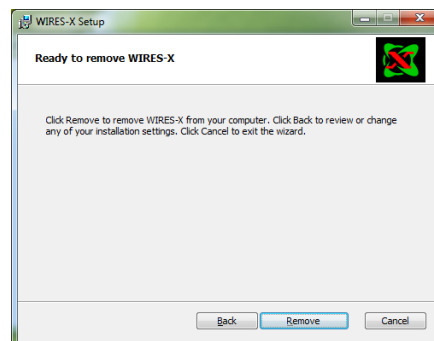 WIRES-X Setup
Ready to remove WIRES-X
Click Remove to remove WIRES-X from your computer. Click Back to review or change
any of your installation settings. Click Cancel to exit the wizard.
Back Remove Cancel